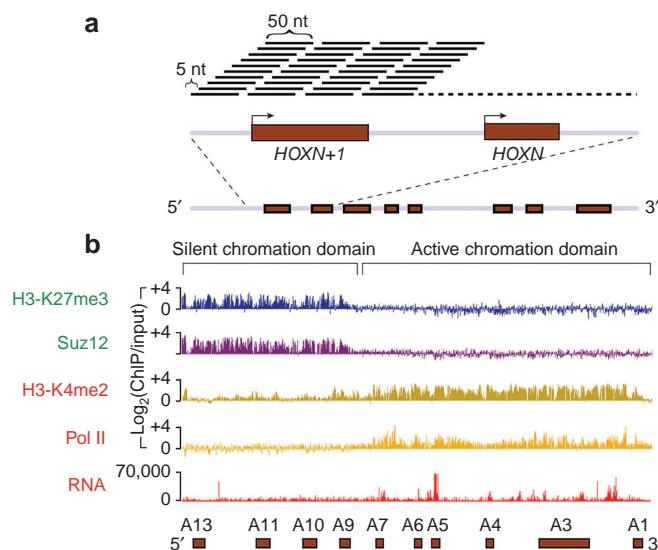 a
50 nt
5 nt
HOXN+1
HOXN
5′
3′
b
Silent chromation domain
Active chromation domain
H3-K27me3
+4
0
Suz12
+4
0
H3-K4me2
+4
0
Pol II
+4
0
Log2(ChIP/input)
RNA
70,000
0
A13
A11
A10
A9
A7
A6
A5
A4
A3
A1
5′
3